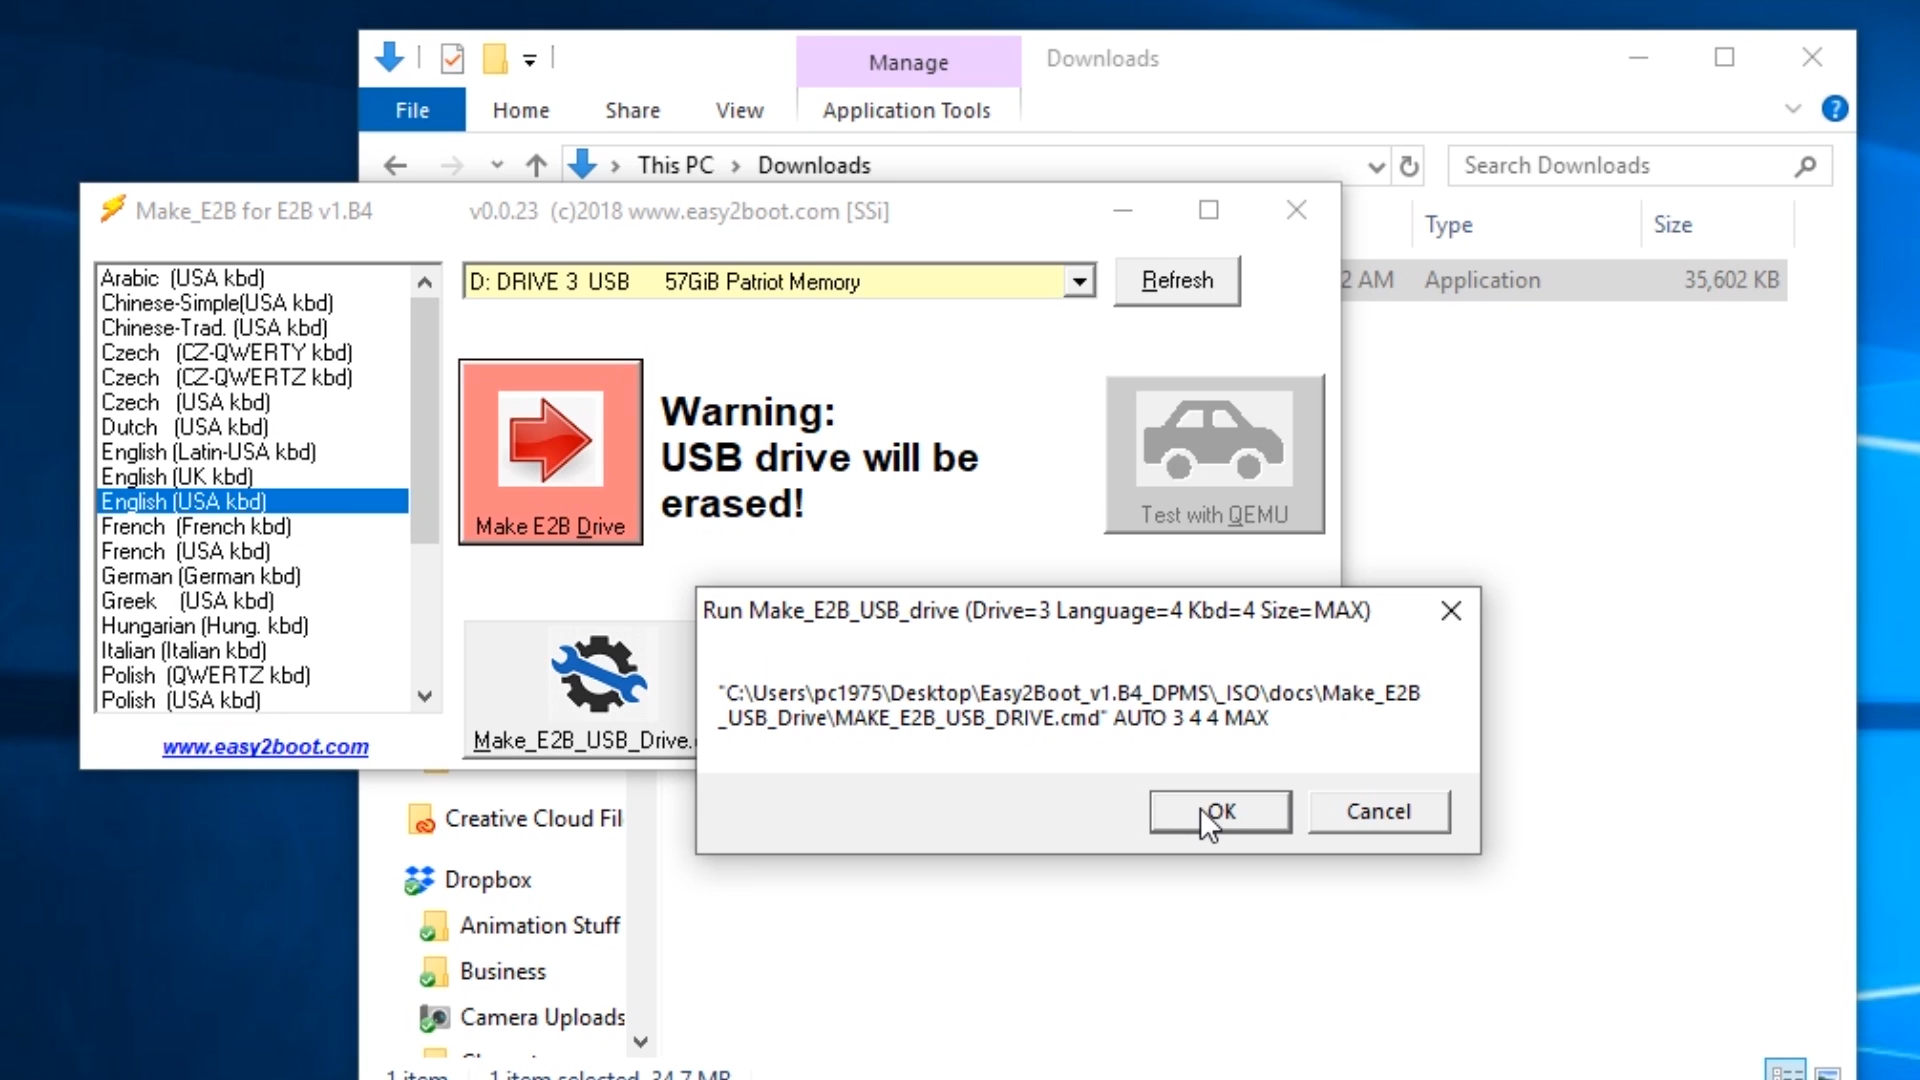 Manage
Downloads
File
Home
Share
View
Application Tools
?
This PC
Downloads
Search Downloads
Make_E2B for E2B v1.B4
v0.0.23 (c)2018 www.easy2boot.com [SSi]
Type
Size
2 AM
Application
35,602 KB
Arabic (USA kbd)
Chinese-Simple(USA kbd)
Chinese-Trad. (USA kbd)
Czech (CZ-QWERTY kbd)
Czech (CZ-QWERTZ kbd)
Czech (USA kbd)
Dutch (USA kbd)
English (Latin-USA kbd)
English (UK kbd)
English (USA kbd)
French (French kbd)
French (USA kbd)
German (German kbd)
Greek (USA kbd)
Hungarian (Hung. kbd)
Italian (Italian kbd)
Polish (QWERTZ kbd)
Polish (USA kbd)
www.easy2boot.com
D: DRIVE 3 USB 57GiB Patriot Memory
Refresh
Make E2B Drive
Warning:
USB drive will be
erased!
Test with QEMU
Make_E2B_USB_Drive.
Run Make_E2B_USB_drive (Drive=3 Language=4 Kbd=4 Size=MAX)
"C:\Users\pc1975\Desktop\Easy2Boot_v1.B4_DPMS\_ISO\docs\Make_E2B
_USB_Drive\MAKE_E2B_USB_DRIVE.cmd" AUTO 3 4 4 MAX
OK
Cancel
Creative Cloud Fil
Dropbox
Animation Stuff
Business
Camera Uploads
1 item
1 item selected 34.7 MB